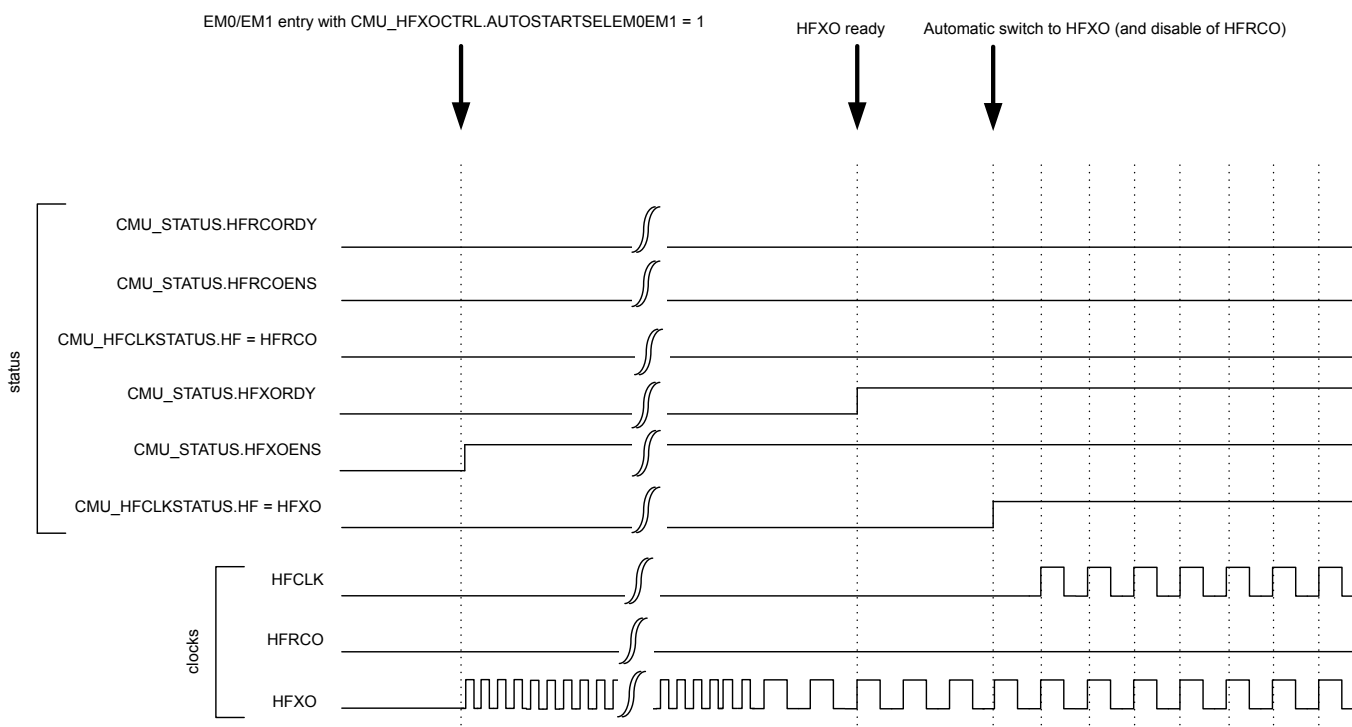 EM0/EM1 entry with CMU_HFXOCTRL.AUTOSTARTSELEM0EM1 = 1
HFXO ready
Automatic switch to HFXO (and disable of HFRCO)
status
CMU_STATUS.HFRCORDY
CMU_STATUS.HFRCOENS
CMU_HFCLKSTATUS.HF = HFRCO
CMU_STATUS.HFXORDY
CMU_STATUS.HFXOENS
CMU_HFCLKSTATUS.HF = HFXO
clocks
HFCLK
HFRCO
HFXO